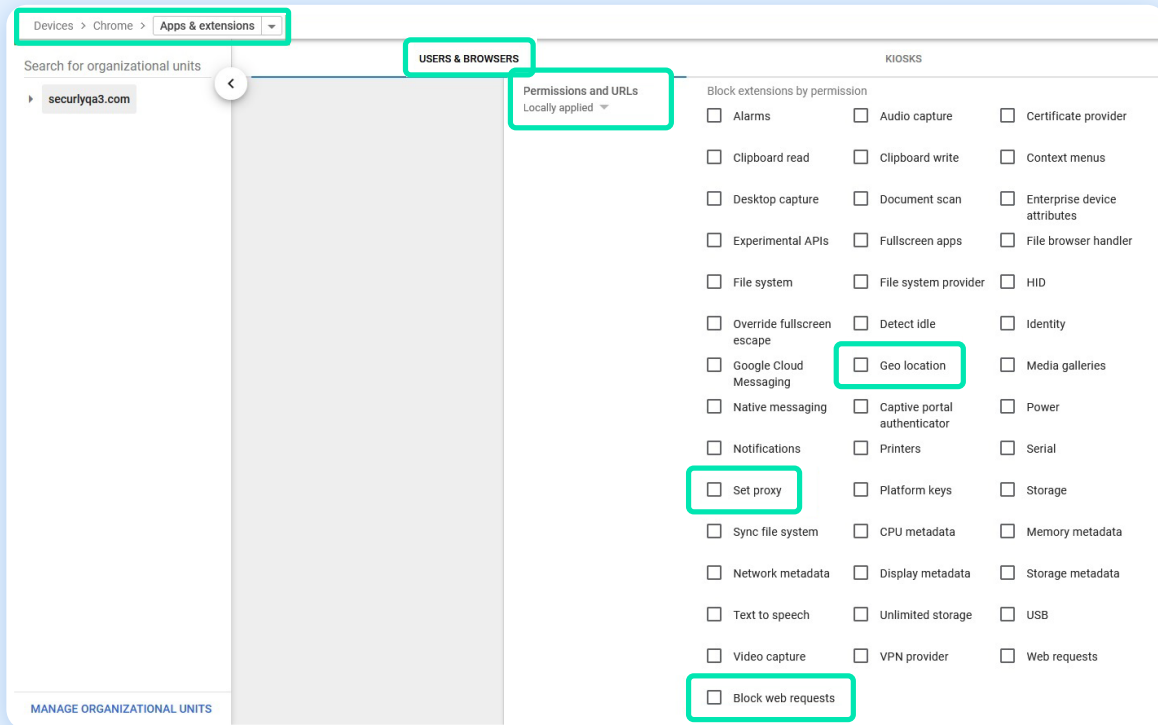 Devices > Chrome > Apps & extensions
Search for organizational units
securlyqa3.com
MANAGE ORGANIZATIONAL UNITS
USERS & BROWSERS
KIOSKS
Permissions and URLs
Locally applied
Block extensions by permission
Alarms
Audio capture
Certificate provider
Clipboard read
Clipboard write
Context menus
Desktop capture
Document scan
Enterprise device
attributes
Experimental APIs
Fullscreen apps
File browser handler
File system
File system provider
HID
Override fullscreen
escape
Detect idle
Identity
Google Cloud
Messaging
Geo location
Media galleries
Native messaging
Captive portal
authenticator
Power
Notifications
Printers
Serial
Set proxy
Platform keys
Storage
Sync file system
CPU metadata
Memory metadata
Network metadata
Display metadata
Storage metadata
Text to speech
Unlimited storage
USB
Video capture
VPN provider
Web requests
Block web requests